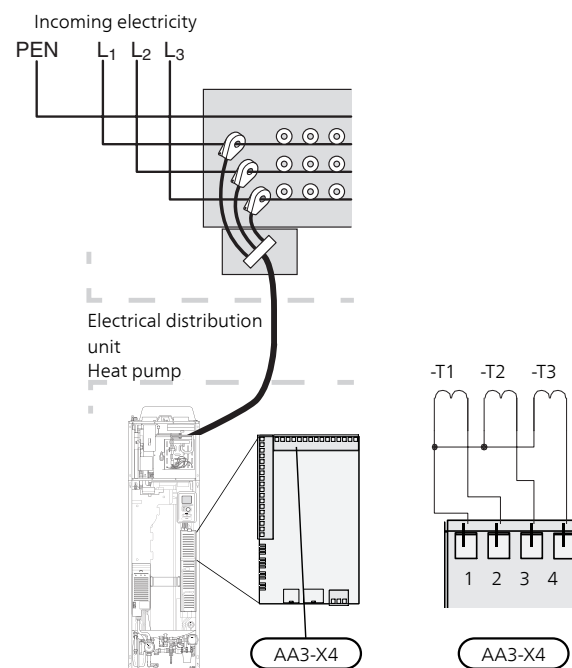 Incoming electricity
PEN L1 L2 L3
Electrical distribution
unit
Heat pump
-T1 -T2 -T3
1 2 3 4
AA3-X4
AA3-X4